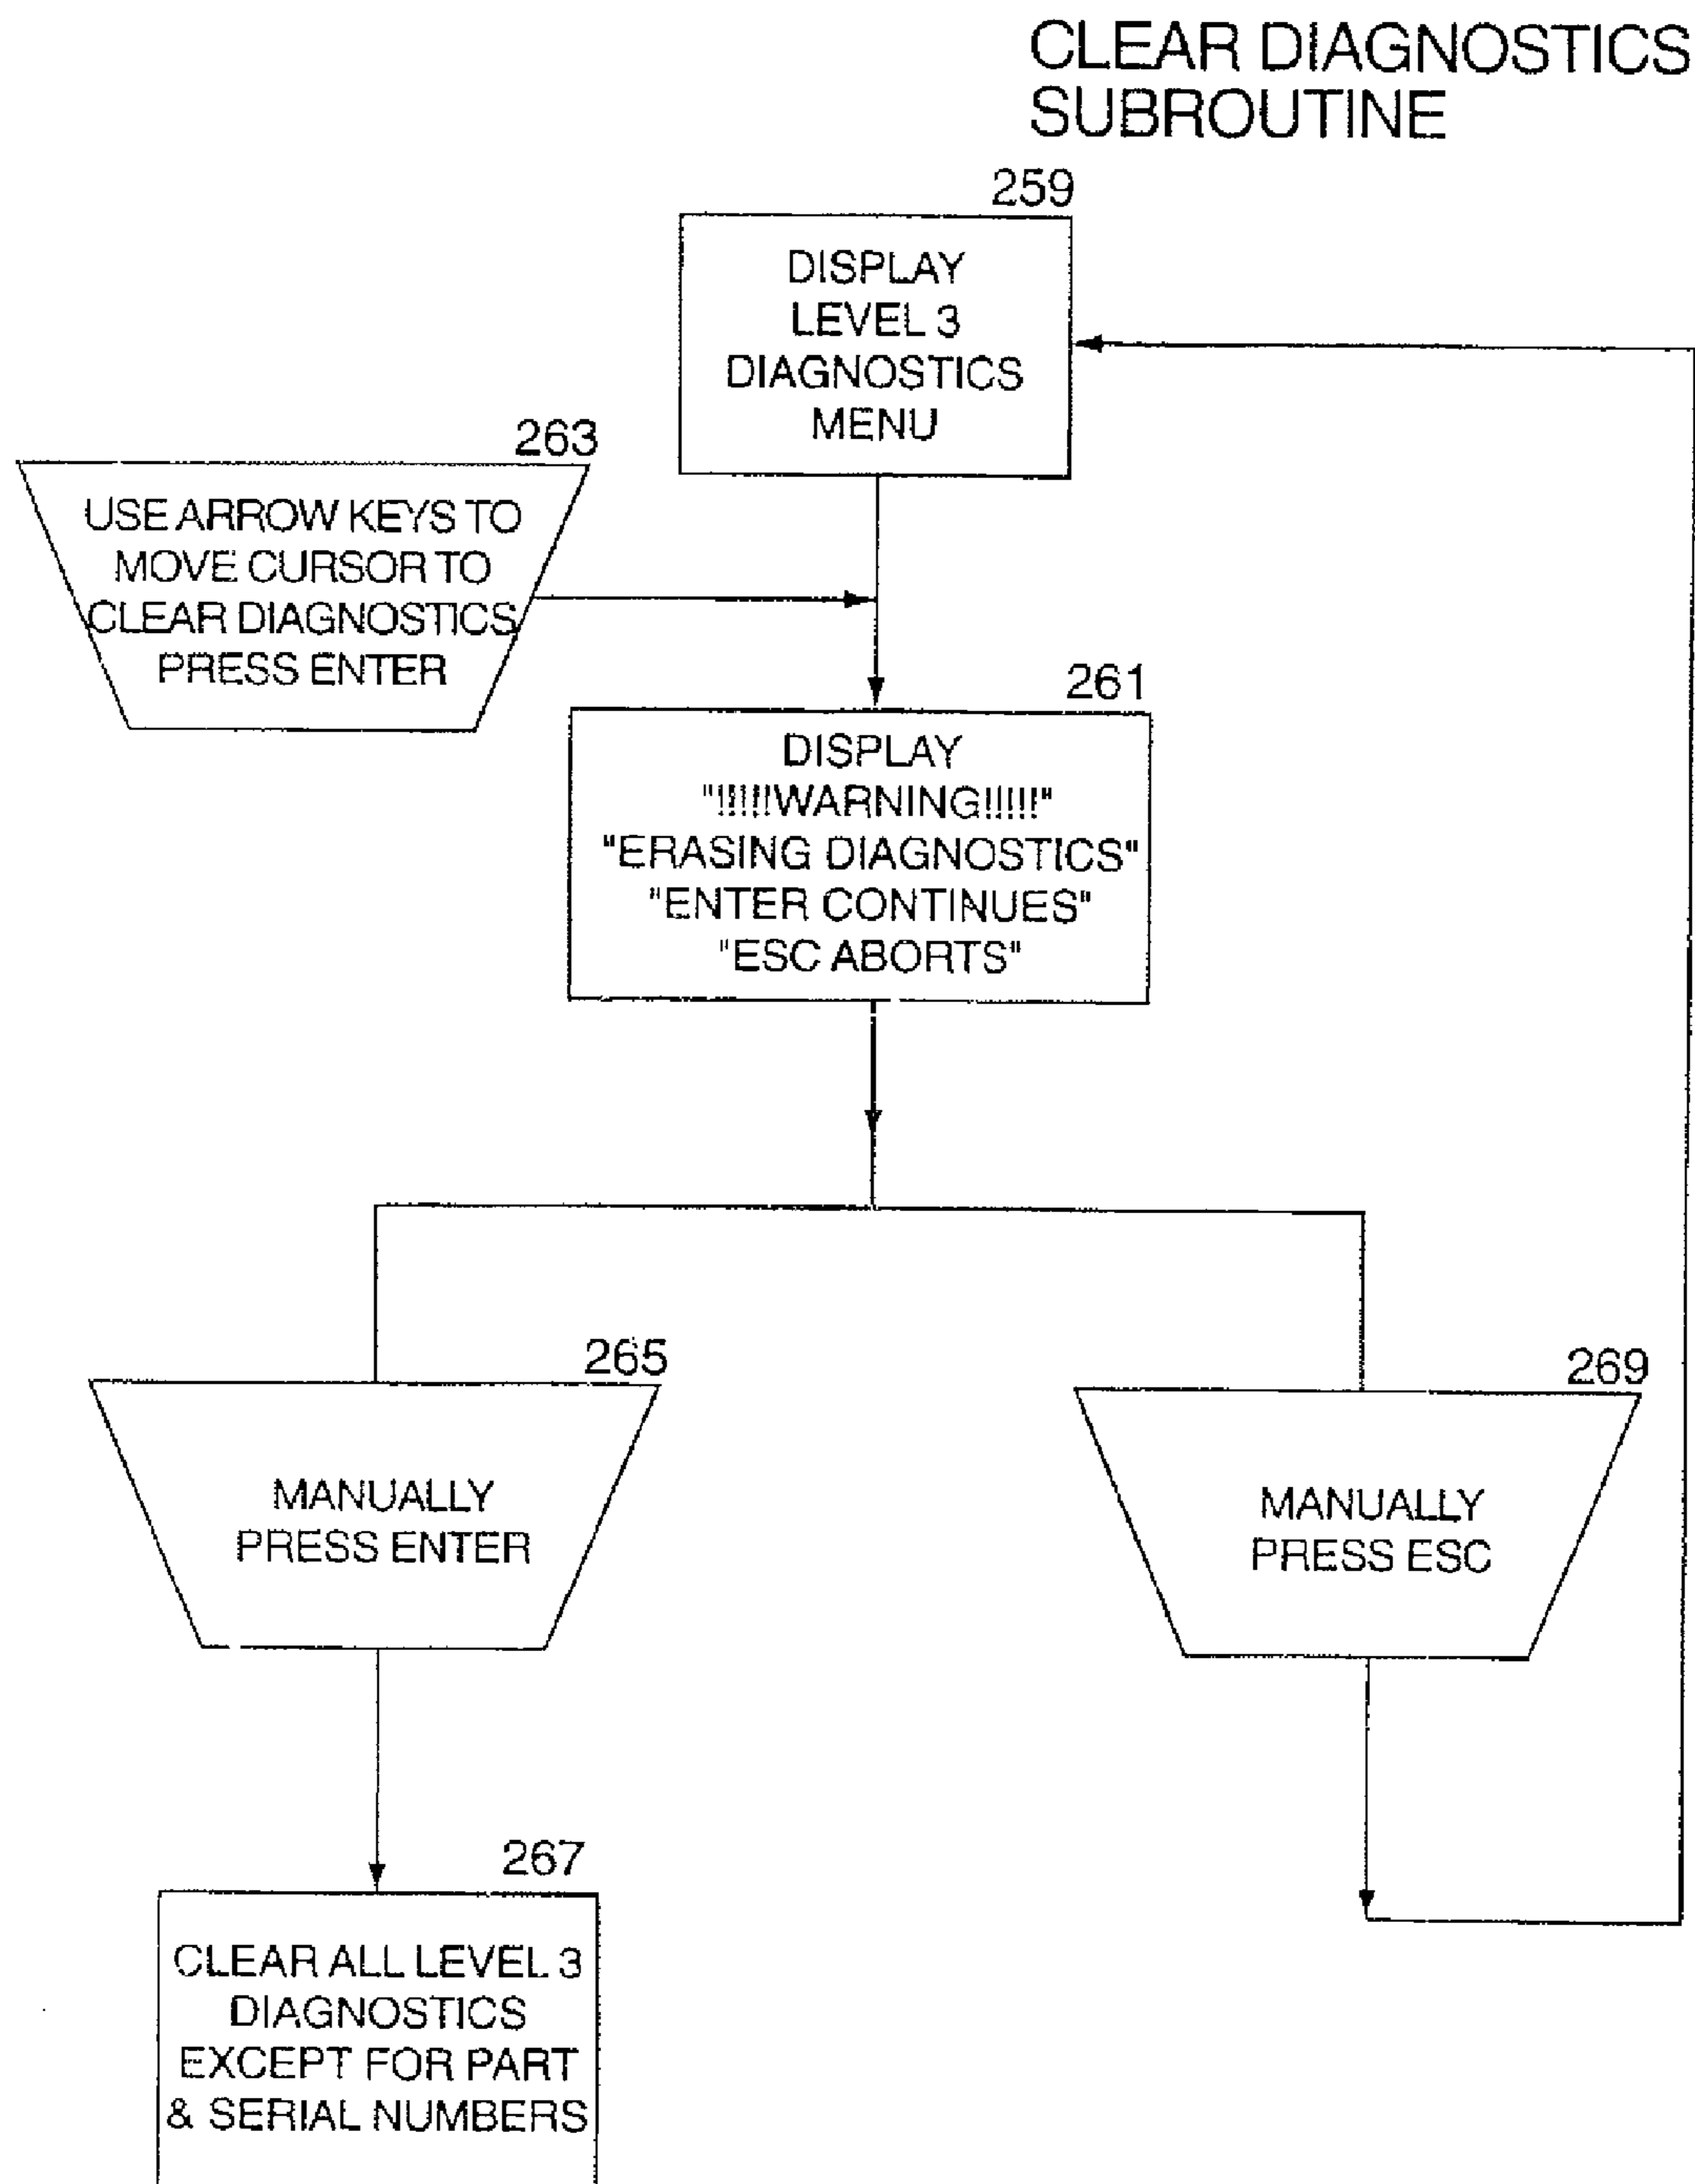 CLEAR DIAGNOSTICS
SUBROUTINE
259
DISPLAY
LEVEL 3
DIAGNOSTICS
MENU
263
USE ARROW KEYS TO
MOVE CURSOR TO
CLEAR DIAGNOSTICS
PRESS ENTER
261
DISPLAY
"!!!!!WARNING!!!!!"
"ERASING DIAGNOSTICS"
"ENTER CONTINUES"
"ESC ABORTS"
265
MANUALLY
PRESS ENTER
269
MANUALLY
PRESS ESC
267
CLEAR ALL LEVEL 3
DIAGNOSTICS
EXCEPT FOR PART
& SERIAL NUMBERS